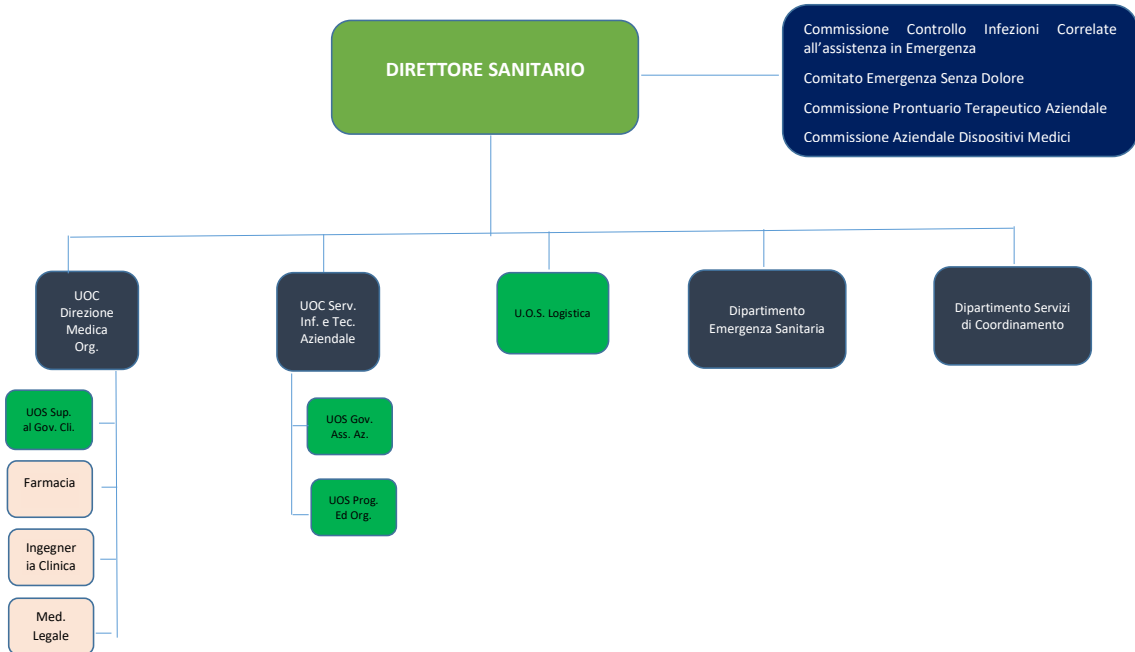 DIRETTORE SANITARIO
Commissione Controllo Infezioni Correlate
all’assistenza in Emergenza
Comitato Emergenza Senza Dolore
Commissione Prontuario Terapeutico Aziendale
Commissione Aziendale Dispositivi Medici
UOC
Direzione
Medica
Org.
UOC Serv.
Inf. e Tec.
Aziendale
U.O.S. Logistica
Dipartimento
Emergenza Sanitaria
Dipartimento Servizi
di Coordinamento
UOS Sup.
al Gov. Cli.
Farmacia
Ingegner
ia Clinica
Med.
Legale
UOS Gov.
Ass. Az.
UOS Prog.
Ed Org.